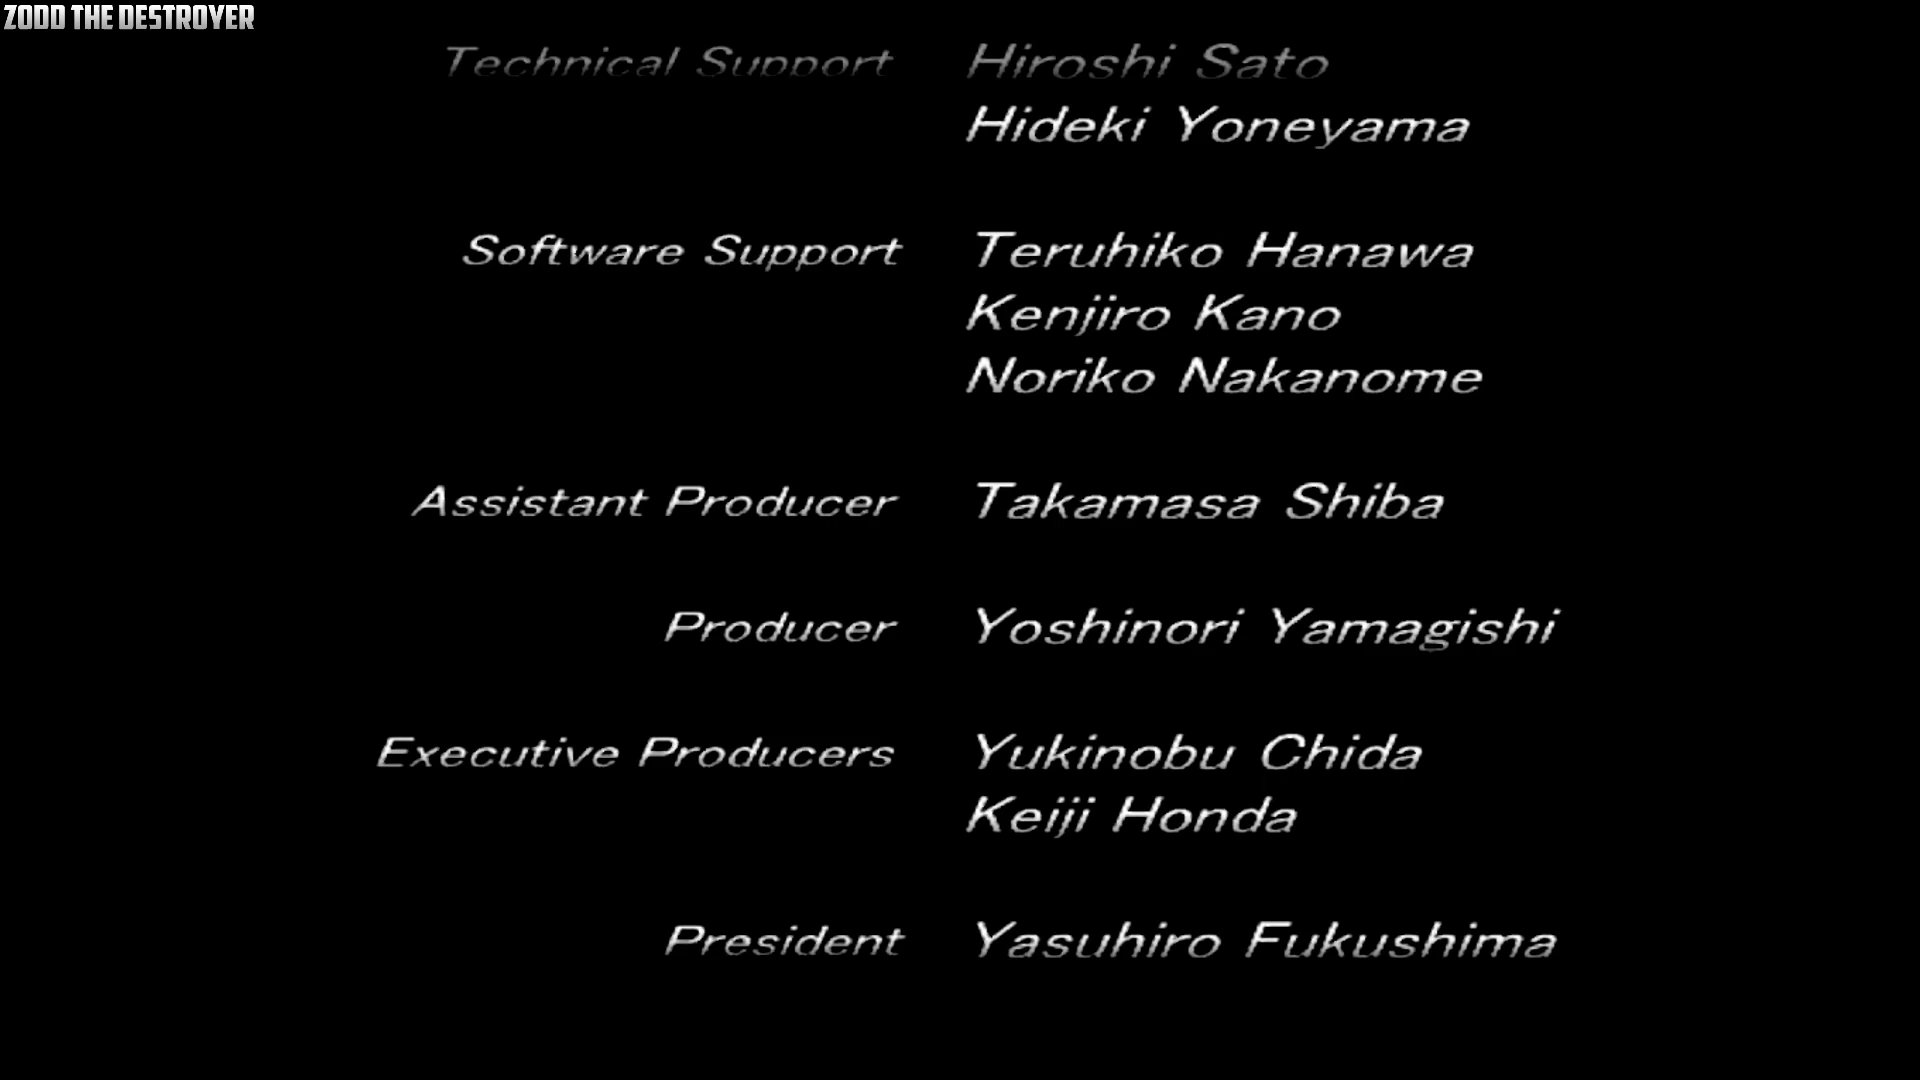 ZODD THE DESTROYER
Technical Support Hiroshi Sato
Hideki Yoneyama
Software Support Teruhiko Hanawa
Kenjiro Kano
Noriko Nakanome
Assistant Producer Takamasa Shiba
Producer Yoshinori Yamagishi
Executive Producers Yukinobu Chida
Keiji Honda
President Yasuhiro Fukushima